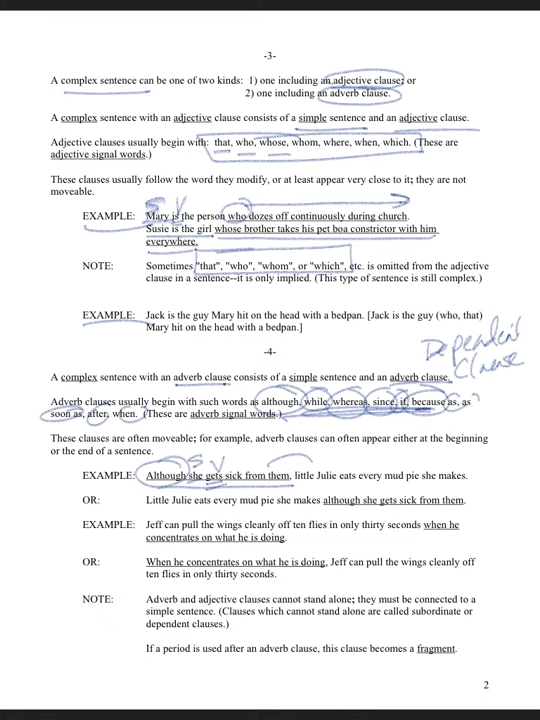 -3-
A complex sentence can be one of two kinds: 1) one including an adjective clause; or
2) one including an adverb clause.
A complex sentence with an adjective clause consists of a simple sentence and an adjective clause.
Adjective clauses usually begin with: that, who, whose, whom, where, when, which. (These are
adjective signal words.)
These clauses usually follow the word they modify, or at least appear very close to it; they are not
moveable.
S V
EXAMPLE: Mary is the person who dozes off continuously during church.
Susie is the girl whose brother takes his pet boa constrictor with him
everywhere.
NOTE: Sometimes "that", "who", "whom", or "which", etc. is omitted from the adjective
clause in a sentence--it is only implied. (This type of sentence is still complex.)
EXAMPLE: Jack is the guy Mary hit on the head with a bedpan. [Jack is the guy (who, that)
Mary hit on the head with a bedpan.]
Dependent
Clause
-4-
A complex sentence with an adverb clause consists of a simple sentence and an adverb clause.
Adverb clauses usually begin with such words as although, while, whereas, since, if, because as, as
soon as, after, when. (These are adverb signal words.)
These clauses are often moveable; for example, adverb clauses can often appear either at the beginning
or the end of a sentence.
S V
EXAMPLE: Although she gets sick from them, little Julie eats every mud pie she makes.
OR: Little Julie eats every mud pie she makes although she gets sick from them.
EXAMPLE: Jeff can pull the wings cleanly off ten flies in only thirty seconds when he
concentrates on what he is doing.
OR: When he concentrates on what he is doing, Jeff can pull the wings cleanly off
ten flies in only thirty seconds.
NOTE: Adverb and adjective clauses cannot stand alone; they must be connected to a
simple sentence. (Clauses which cannot stand alone are called subordinate or
dependent clauses.)
If a period is used after an adverb clause, this clause becomes a fragment.
2